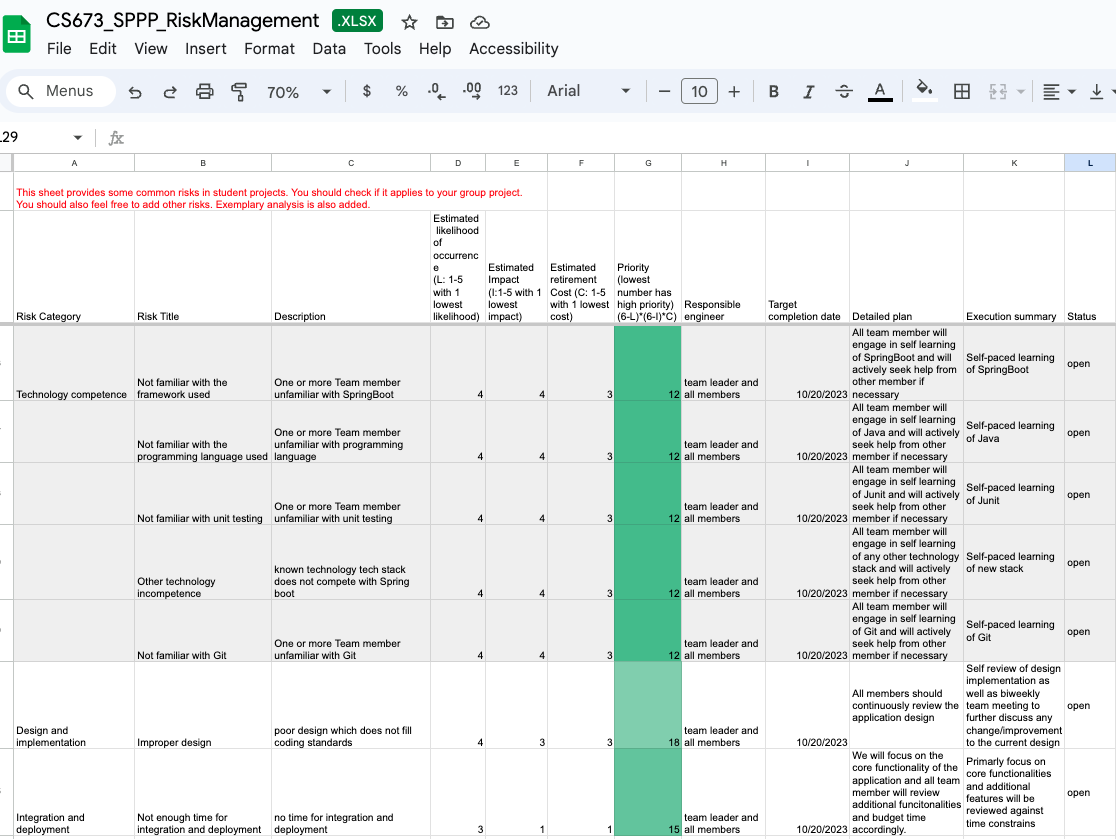 CS673_SPPP_RiskManagement .XLSX
File Edit View Insert Format Data Tools Help Accessibility
Menus 70% $ % .0 .00 123 Arial 10 B I S A
L29 fx
A B C D E F G H I J K L
This sheet provides some common risks in student projects. You should check if it applies to your group project.
You should also feel free to add other risks. Exemplary analysis is also added.
Risk Category
Risk Title
Description
Estimated
likelihood
of
occurrenc
e
(L: 1-5
with 1
lowest
likelihood)
Estimated
Impact
(I:1-5 with 1
lowest
impact)
Estimated
retirement
Cost (C: 1-5
with 1 lowest
cost)
Priority
(lowest
number has
high priority)
(6-L)*(6-I)*C)
Responsible
engineer
Target
completion date
Detailed plan
Execution summary
Status
Technology competence
Not familiar with the
framework used
One or more Team member
unfamiliar with SpringBoot
4
4
3
12
team leader and
all members
10/20/2023
All team member will
engage in self learning
of SpringBoot and will
actively seek help from
other member if
necessary
Self-paced learning
of SpringBoot
open
Not familiar with the
programming language used
One or more Team member
unfamiliar with programming
language
4
4
3
12
team leader and
all members
10/20/2023
All team member will
engage in self learning
of Java and will actively
seek help from other
member if necessary
Self-paced learning
of Java
open
Not familiar with unit testing
One or more Team member
unfamiliar with unit testing
4
4
3
12
team leader and
all members
10/20/2023
All team member will
engage in self learning
of Junit and will actively
seek help from other
member if necessary
Self-paced learning
of Junit
open
Other technology
incompetence
known technology tech stack
does not compete with Spring
boot
4
4
3
12
team leader and
all members
10/20/2023
All team member will
engage in self learning
of any other technology
stack and will actively
seek help from other
member if necessary
Self-paced learning
of new stack
open
Not familiar with Git
One or more Team member
unfamiliar with Git
4
4
3
12
team leader and
all members
10/20/2023
All team member will
engage in self learning
of Git and will actively
seek help from other
member if necessary
Self-paced learning
of Git
open
Design and
implementation
Improper design
poor design which does not fill
coding standards
4
3
3
18
team leader and
all members
10/20/2023
All members should
continuously review the
application design
Self review of design
implementation as
well as biweekly
team meeting to
further discuss any
change/improvement
to the current design
open
Integration and
deployment
Not enough time for
integration and deployment
no time for integration and
deployment
3
1
1
15
team leader and
all members
10/20/2023
We will focus on the
core functionality of the
application and all team
member will review
additional funcitonalities
and budget time
accordingly.
Primarly focus on
core functionalities
and additional
features will be
reviewed against
time constrains
open